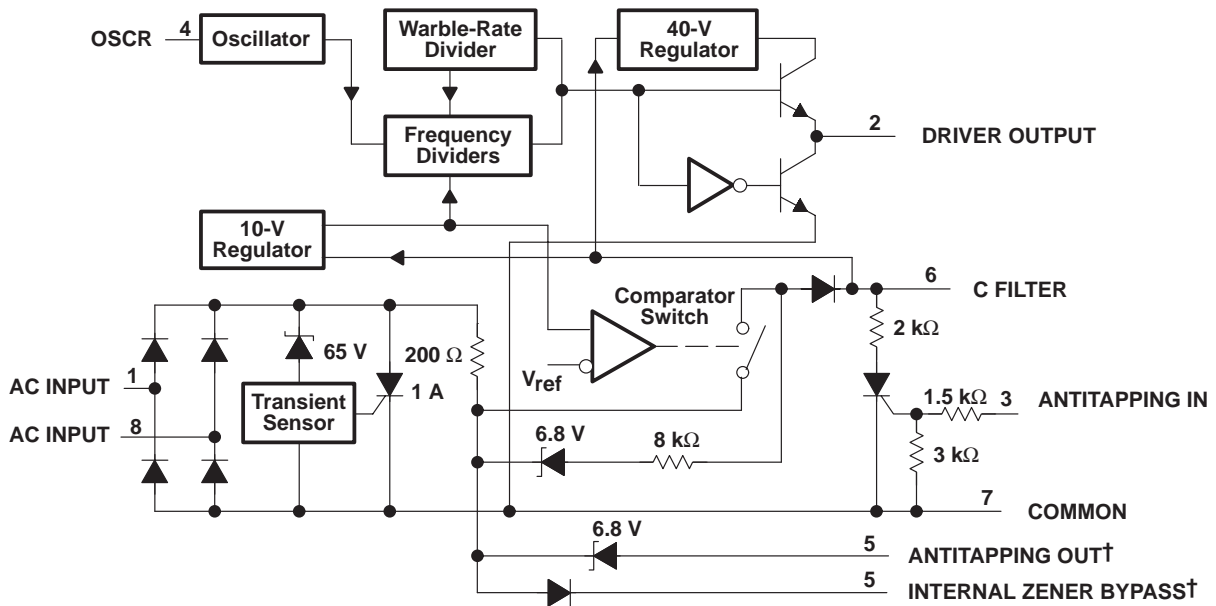 OSCR
4
Oscillator
Warble-Rate
Divider
40-V
Regulator
Frequency
Dividers
2
DRIVER OUTPUT
10-V
Regulator
6
C FILTER
Comparator
Switch
2 kΩ
65 V
200 Ω
Vref
AC INPUT
1
1 A
Transient
Sensor
1.5 kΩ
3
ANTITAPPING IN
AC INPUT
8
6.8 V
8 kΩ
3 kΩ
7
COMMON
6.8 V
5
ANTITAPPING OUT†
5
INTERNAL ZENER BYPASS†